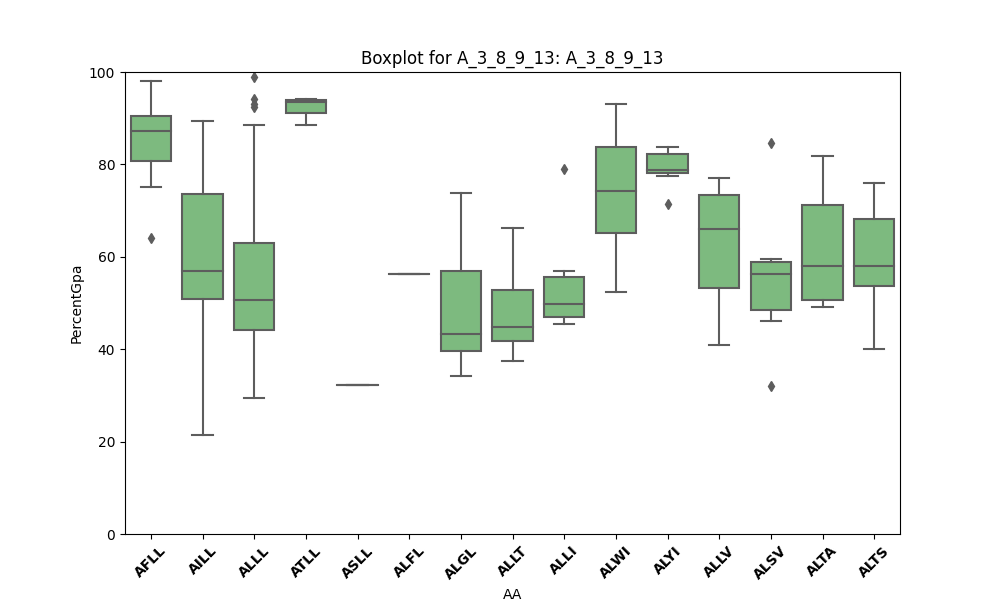 Boxplot for A_3_8_9_13: A_3_8_9_13
100
80
60
40
20
0
PercentGpa
AFLL AILL ALLL ATLL ASLL ALFL ALGL ALLT ALLI ALWI ALYI ALLV ALSV ALTA ALTS
AA